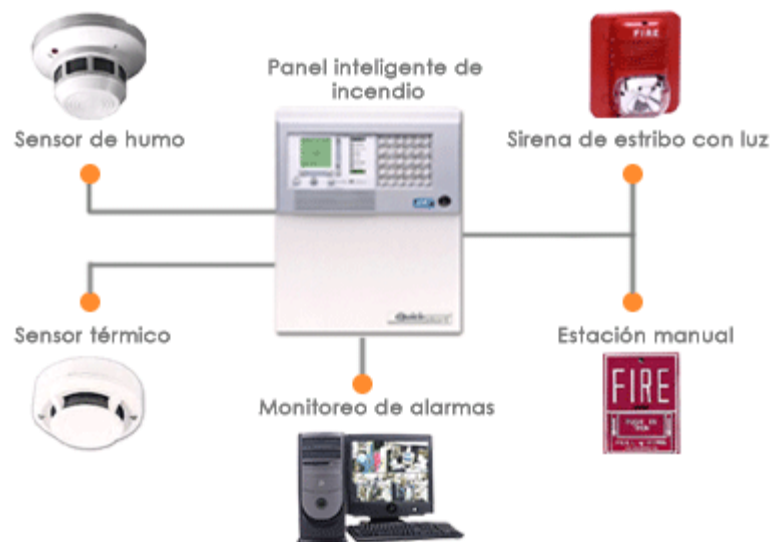 Panel inteligente de
incendio
FIRE
Sensor de humo
Sirena de estribo con luz
Sensor térmico
Estación manual
Monitoreo de alarmas
FIRE